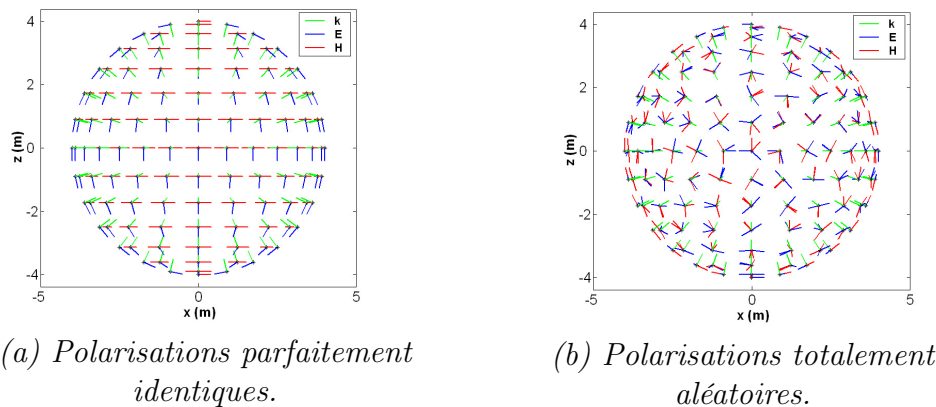 k
E
H
4
2
0
-2
-4
z (m)
-5
0
5
x (m)
(a) Polarisations parfaitement
identiques.
k
E
H
4
2
0
-2
-4
z (m)
-5
0
5
x (m)
(b) Polarisations totalement
aléatoires.